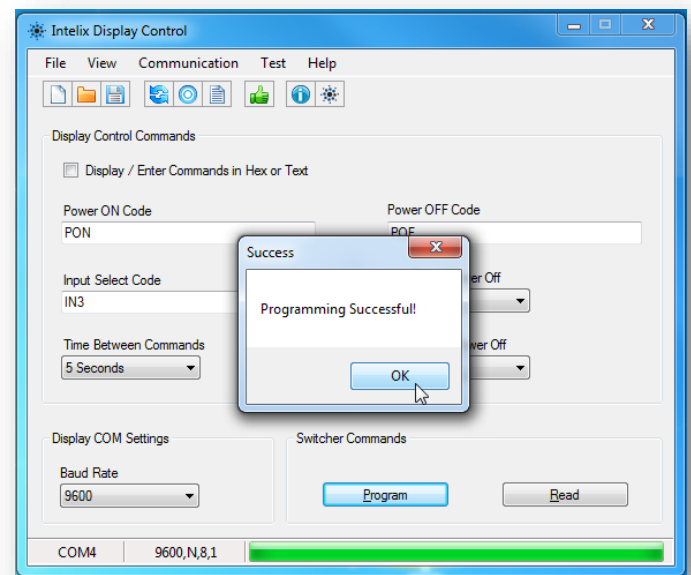 Intelix Display Control
File View Communication Test Help
Display Control Commands
Display / Enter Commands in Hex or Text
Power ON Code
Power OFF Code
PON
POF
Success
Input Select Code
er Off
IN3
Programming Successful!
Time Between Commands
wer Off
5 Seconds
OK
Display COM Settings
Switcher Commands
Baud Rate
9600
Program
Read
COM4 9600,N,8,1